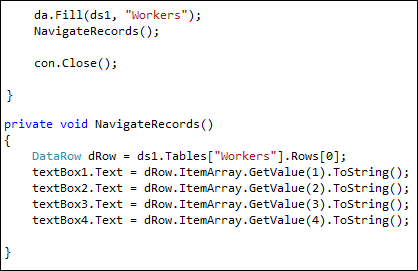 da.Fill(ds1, "Workers");
NavigateRecords();
con.Close();
}
private void NavigateRecords()
{
DataRow dRow = ds1.Tables["Workers"].Rows[0];
textBox1.Text = dRow.ItemArray.GetValue(1).ToString();
textBox2.Text = dRow.ItemArray.GetValue(2).ToString();
textBox3.Text = dRow.ItemArray.GetValue(3).ToString();
textBox4.Text = dRow.ItemArray.GetValue(4).ToString();
}